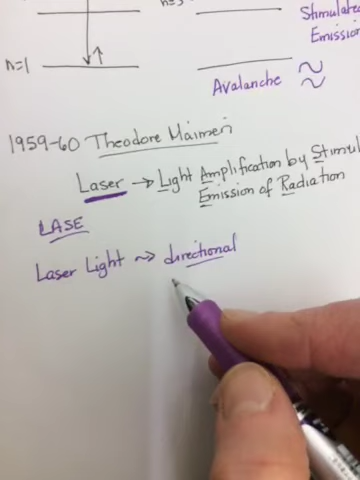 Stimulated
n=1
Emission
Avalanche
1959-60 Theodore Maimen
Laser → Light Amplification by Stimul
Emission of Radiation
LASE
Laser Light ~> directional